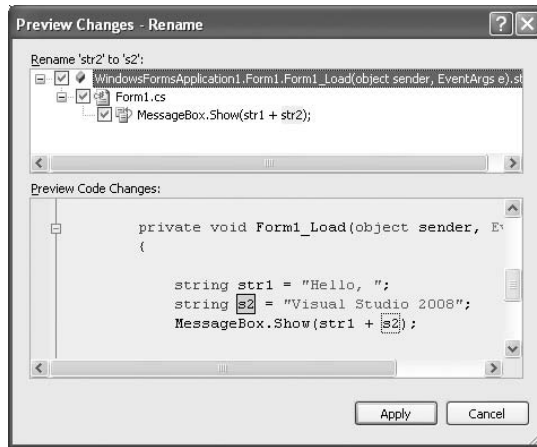 Preview Changes - Rename
Rename 'str2' to 's2':
WindowsFormsApplication1.Form1.Form1_Load(object sender, EventArgs e).st
Form1.cs
MessageBox.Show(str1 + str2);
Preview Code Changes:
private void Form1_Load(object sender, Ev
{
string str1 = "Hello, ";
string s2 = "Visual Studio 2008";
MessageBox.Show(str1 + s2);
Apply
Cancel